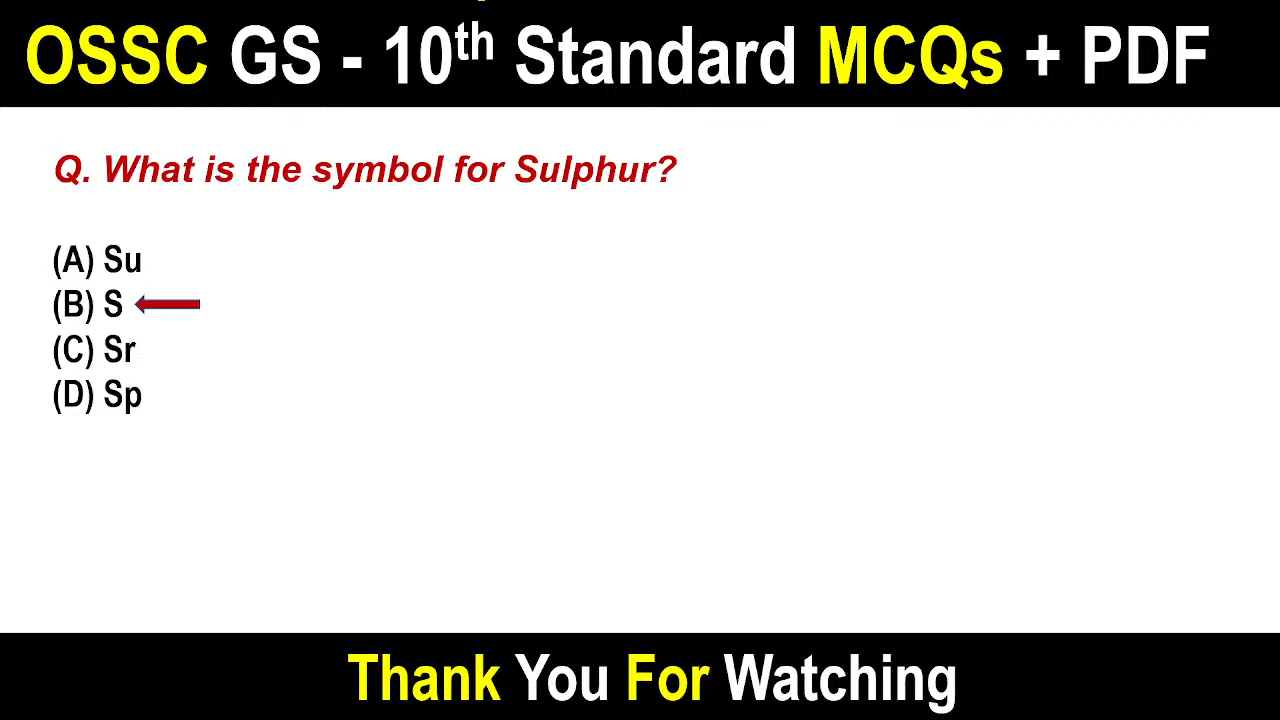 OSSC GS - 10th Standard MCQs + PDF
Q. What is the symbol for Sulphur?
(A) Su
(B) S
(C) Sr
(D) Sp
Thank You For Watching